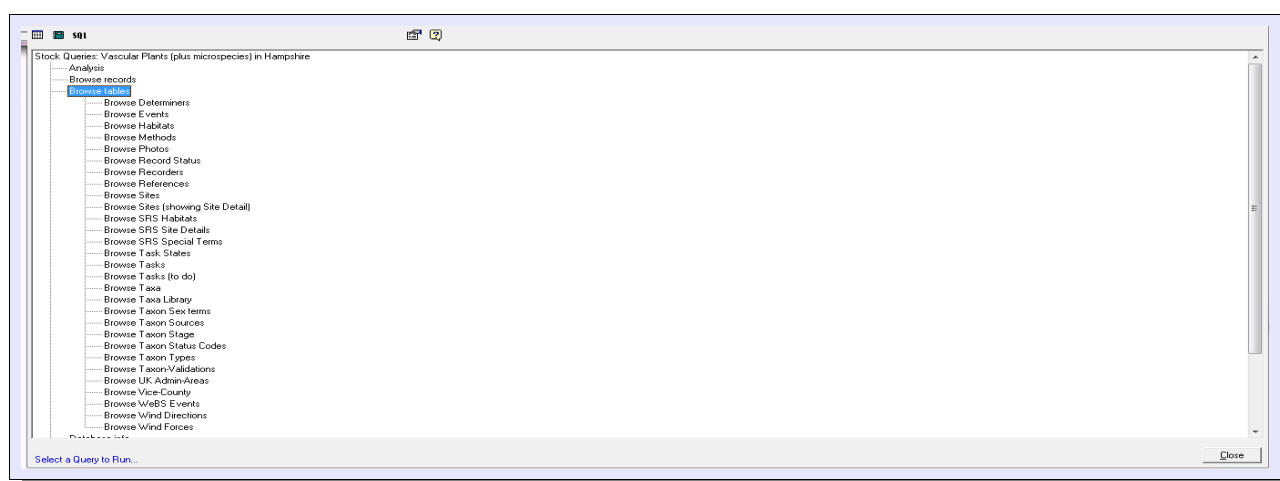 SQL
Stock Queries: Vascular Plants (plus microspecies) in Hampshire
Analysis
Browse records
Browse tables
Browse Determiners
Browse Events
Browse Habitats
Browse Methods
Browse Photos
Browse Record Status
Browse Recorders
Browse References
Browse Sites
Browse Sites (showing Site Detail)
Browse SRS Habitats
Browse SRS Site Details
Browse SRS Special Terms
Browse Task States
Browse Tasks
Browse Tasks (to do)
Browse Taxa
Browse Taxa Library
Browse Taxon Sex terms
Browse Taxon Sources
Browse Taxon Stage
Browse Taxon Status Codes
Browse Taxon Types
Browse Taxon-Validations
Browse UK Admin-Areas
Browse Vice-County
Browse WeBS Events
Browse Wind Directions
Browse Wind Forces
Database info
Select a Query to Run...
Close